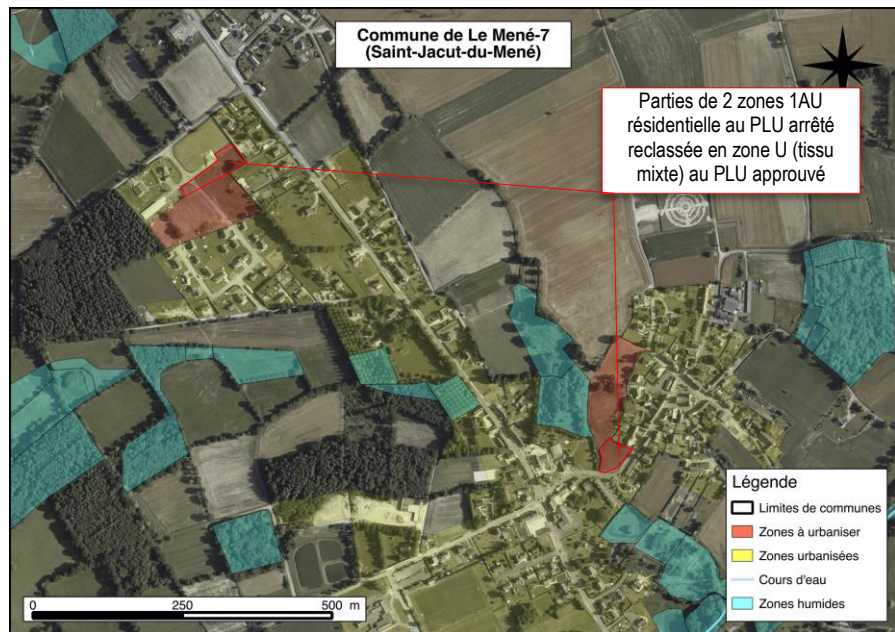 Commune de Le Mené-7
(Saint-Jacut-du-Mené)
Parties de 2 zones 1AU
résidentielle au PLU arrêté
reclassée en zone U (tissu
mixte) au PLU approuvé
Légende
Limites de communes
Zones à urbaniser
Zones urbanisées
Cours d'eau
Zones humides
0 250 500 m